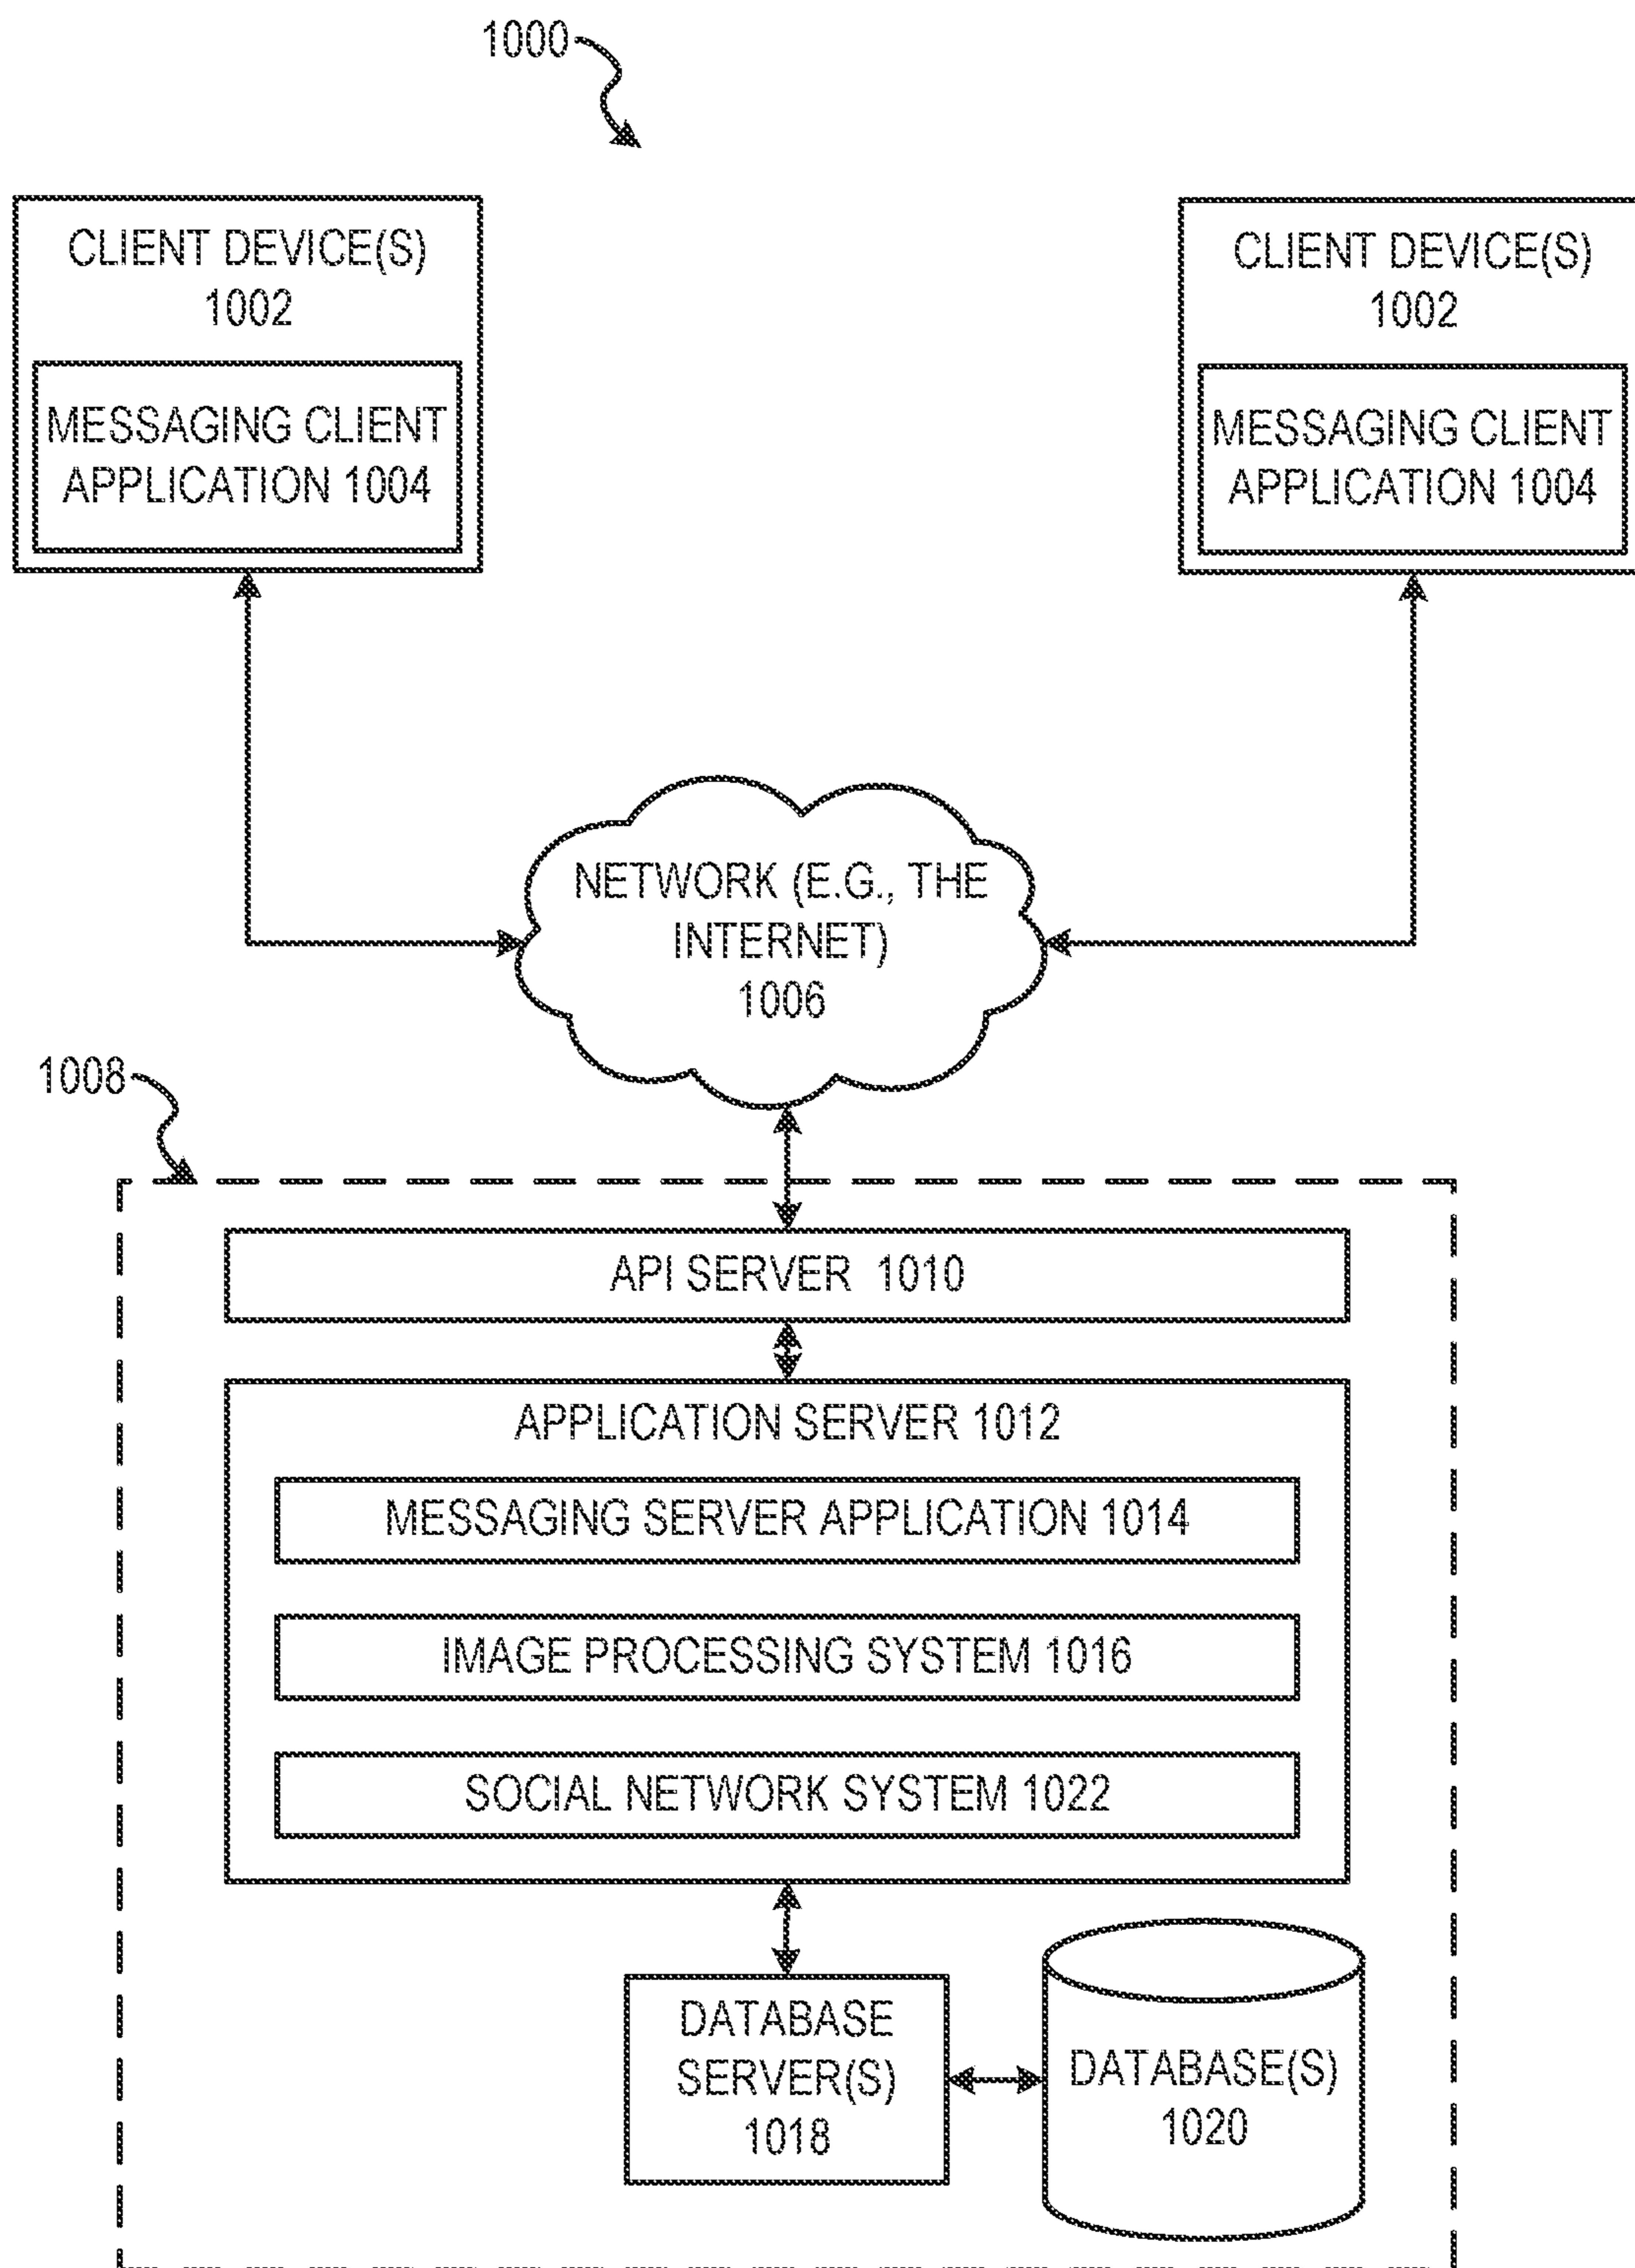 1000
CLIENT DEVICE(S)
1002
MESSAGING CLIENT
APPLICATION 1004
CLIENT DEVICE(S)
1002
MESSAGING CLIENT
APPLICATION 1004
NETWORK (E.G., THE
INTERNET)
1006
1008
API SERVER 1010
APPLICATION SERVER 1012
MESSAGING SERVER APPLICATION 1014
IMAGE PROCESSING SYSTEM 1016
SOCIAL NETWORK SYSTEM 1022
DATABASE
SERVER(S)
1018
DATABASE(S)
1020